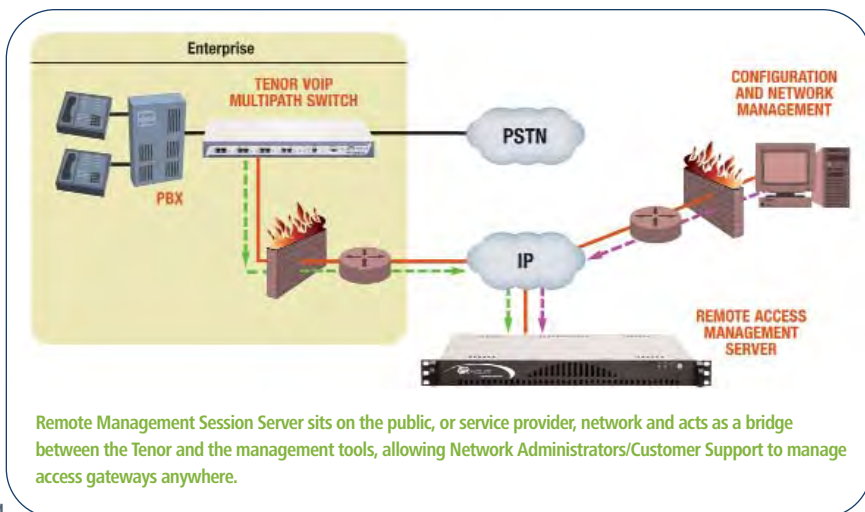 Enterprise
TENOR VOIP
MULTIPATH SWITCH
PBX
PSTN
CONFIGURATION
AND NETWORK
MANAGEMENT
IP
REMOTE ACCESS
MANAGEMENT
SERVER
Remote Management Session Server sits on the public, or service provider, network and acts as a bridge
between the Tenor and the management tools, allowing Network Administrators/Customer Support to manage
access gateways anywhere.